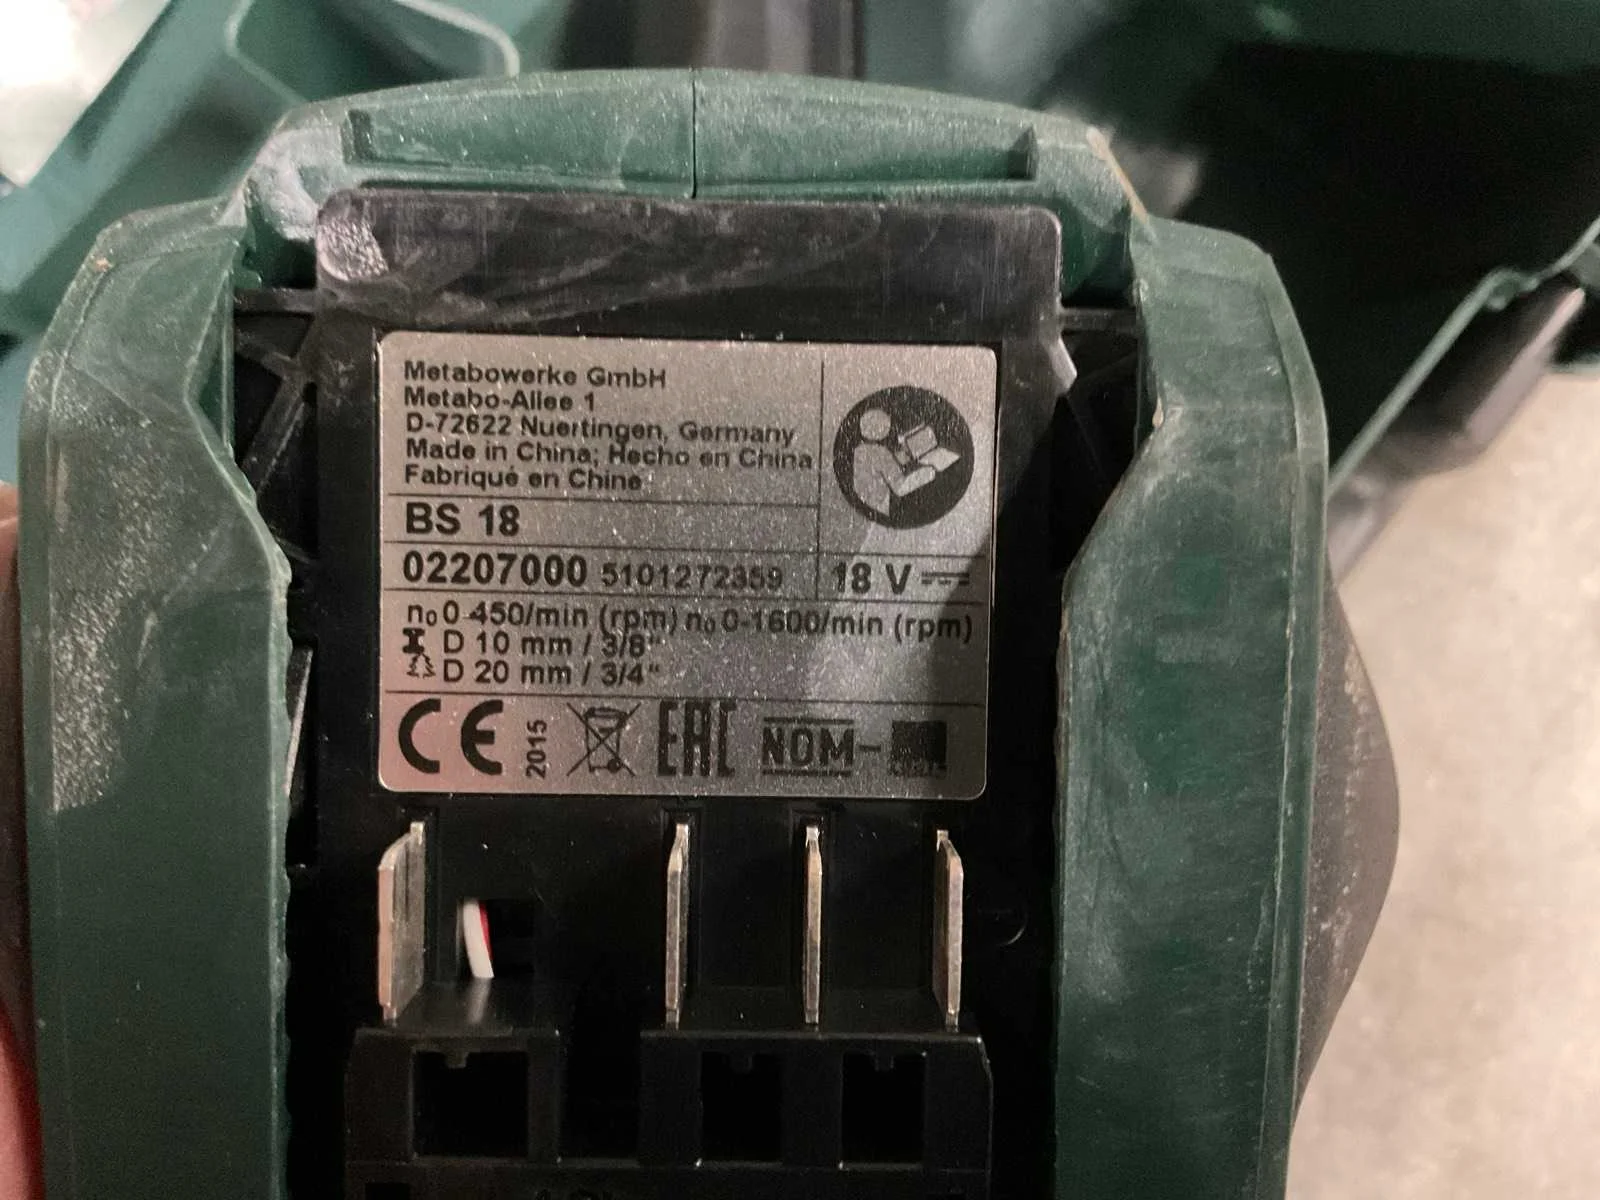 Metabowerke GmbH
Metabo-Allee 1
D-72622 Nuertingen, Germany
Made in China; Hecho en China
Fabriqué en Chine
BS 18
02207000 5101272359 18 V
n₀ 0-450/min (rpm) n₀ 0-1600/min (rpm)
D 10 mm / 3/8"
D 20 mm / 3/4"
CE 2015 EAC NOM-